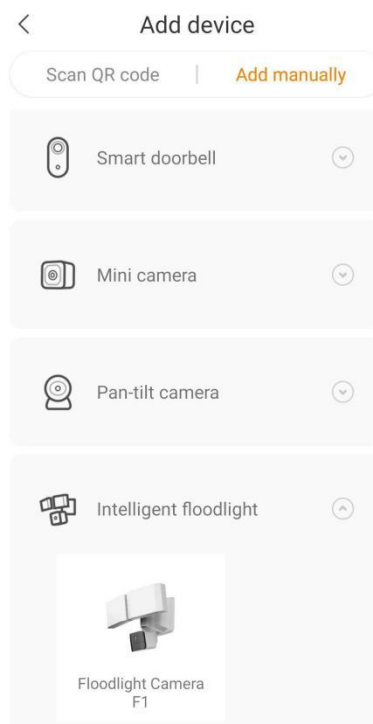 Add device
Scan QR code | Add manually
Smart doorbell
Mini camera
Pan-tilt camera
Intelligent floodlight
Floodlight Camera
F1